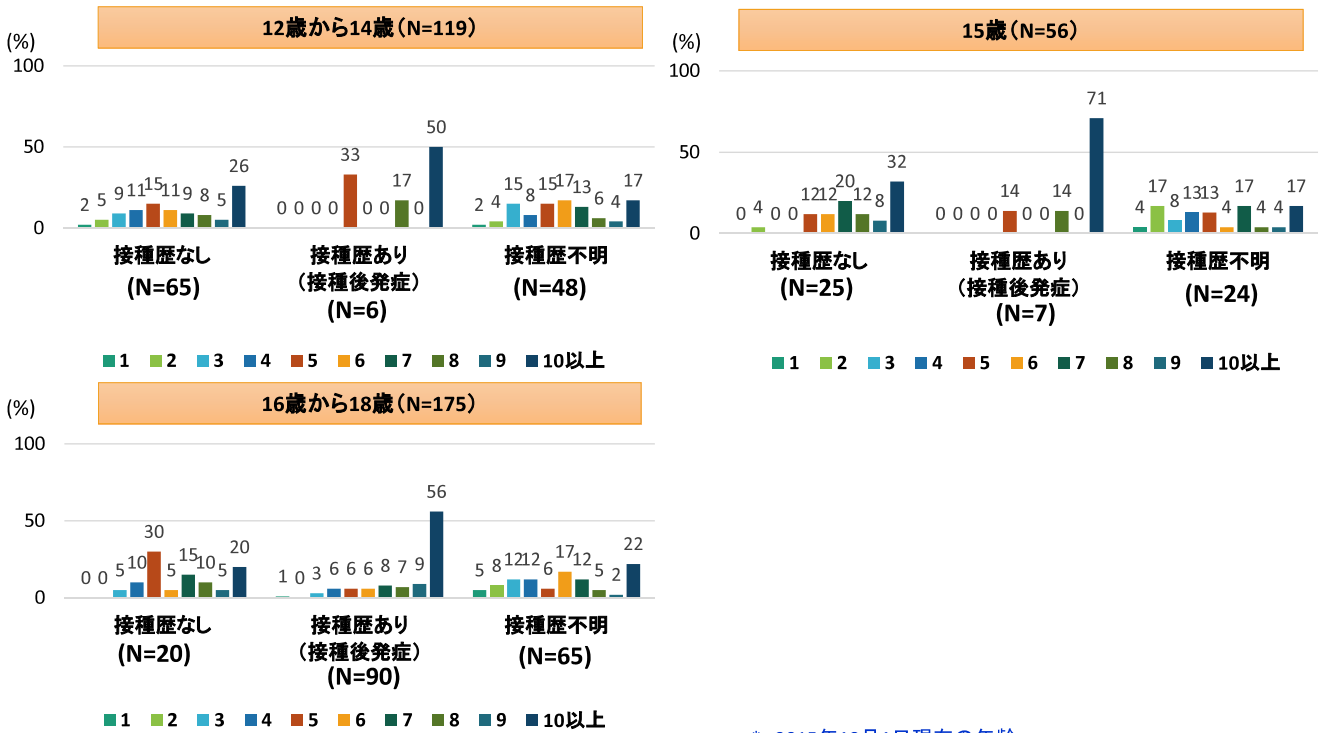 12歳から14歳（N=119）
(%)
100
50
0
2 5 9 11 15 11 9 8 5 26
0 0 0 0 33 0 0 17 0 50
2 4 15 8 15 17 13 6 4 17
接種歴なし
(N=65)
接種歴あり
（接種後発症）
(N=6)
接種歴不明
(N=48)
1 2 3 4 5 6 7 8 9 10以上
15歳（N=56）
(%)
100
50
0
0 4 0 0 12 12 20 12 8 32
0 0 0 0 14 0 0 14 0 71
4 17 8 13 13 4 17 4 4 17
接種歴なし
(N=25)
接種歴あり
（接種後発症）
(N=7)
接種歴不明
(N=24)
1 2 3 4 5 6 7 8 9 10以上
16歳から18歳（N=175）
(%)
100
50
0
0 0 5 10 30 5 15 10 5 20
1 0 3 6 6 6 8 7 9 56
5 8 12 12 6 17 12 5 2 22
接種歴なし
(N=20)
接種歴あり
（接種後発症）
(N=90)
接種歴不明
(N=65)
1 2 3 4 5 6 7 8 9 10以上